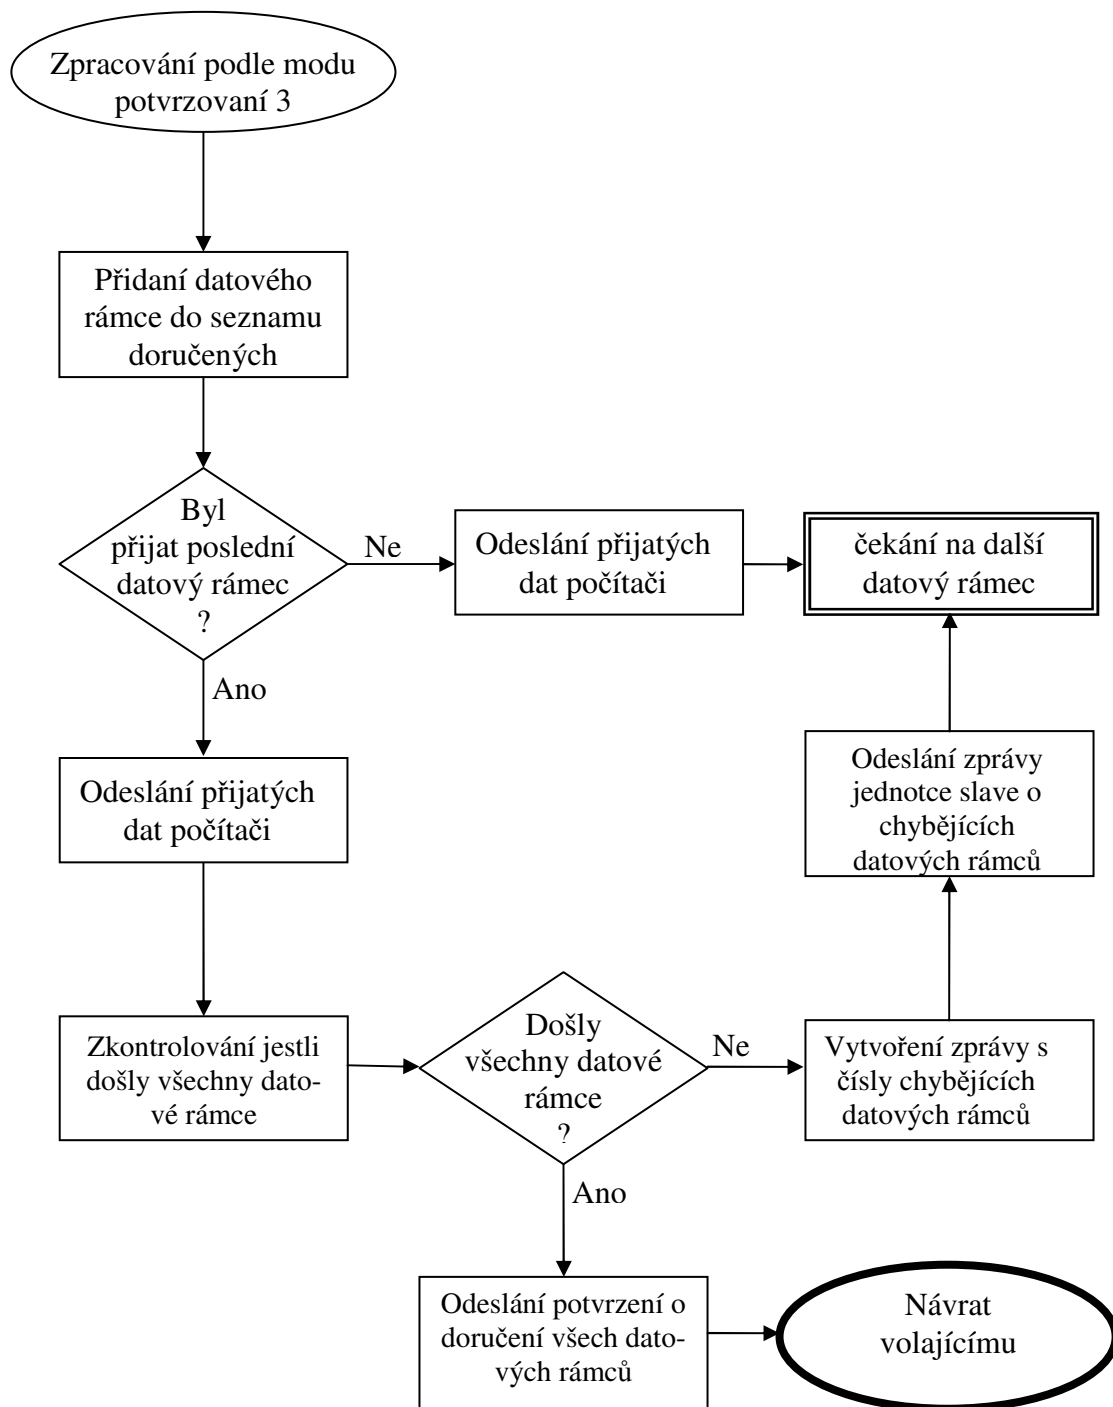 Zpracování podle modu
potvrzovaní 3
Přidaní datového
rámce do seznamu
doručených
Byl
přijat poslední
datový rámec
?
Ne
Odeslání přijatých
dat počítači
čekání na další
datový rámec
Ano
Odeslání přijatých
dat počítači
Odeslání zprávy
jednotce slave o
chybějících
datových rámců
Zkontrolování jestli
došly všechny dato-
vé rámce
Došly
všechny datové
rámce
?
Ne
Vytvoření zprávy s
čísly chybějících
datových rámců
Ano
Odeslání potvrzení o
doručení všech dato-
vých rámců
Návrat
volajícímu